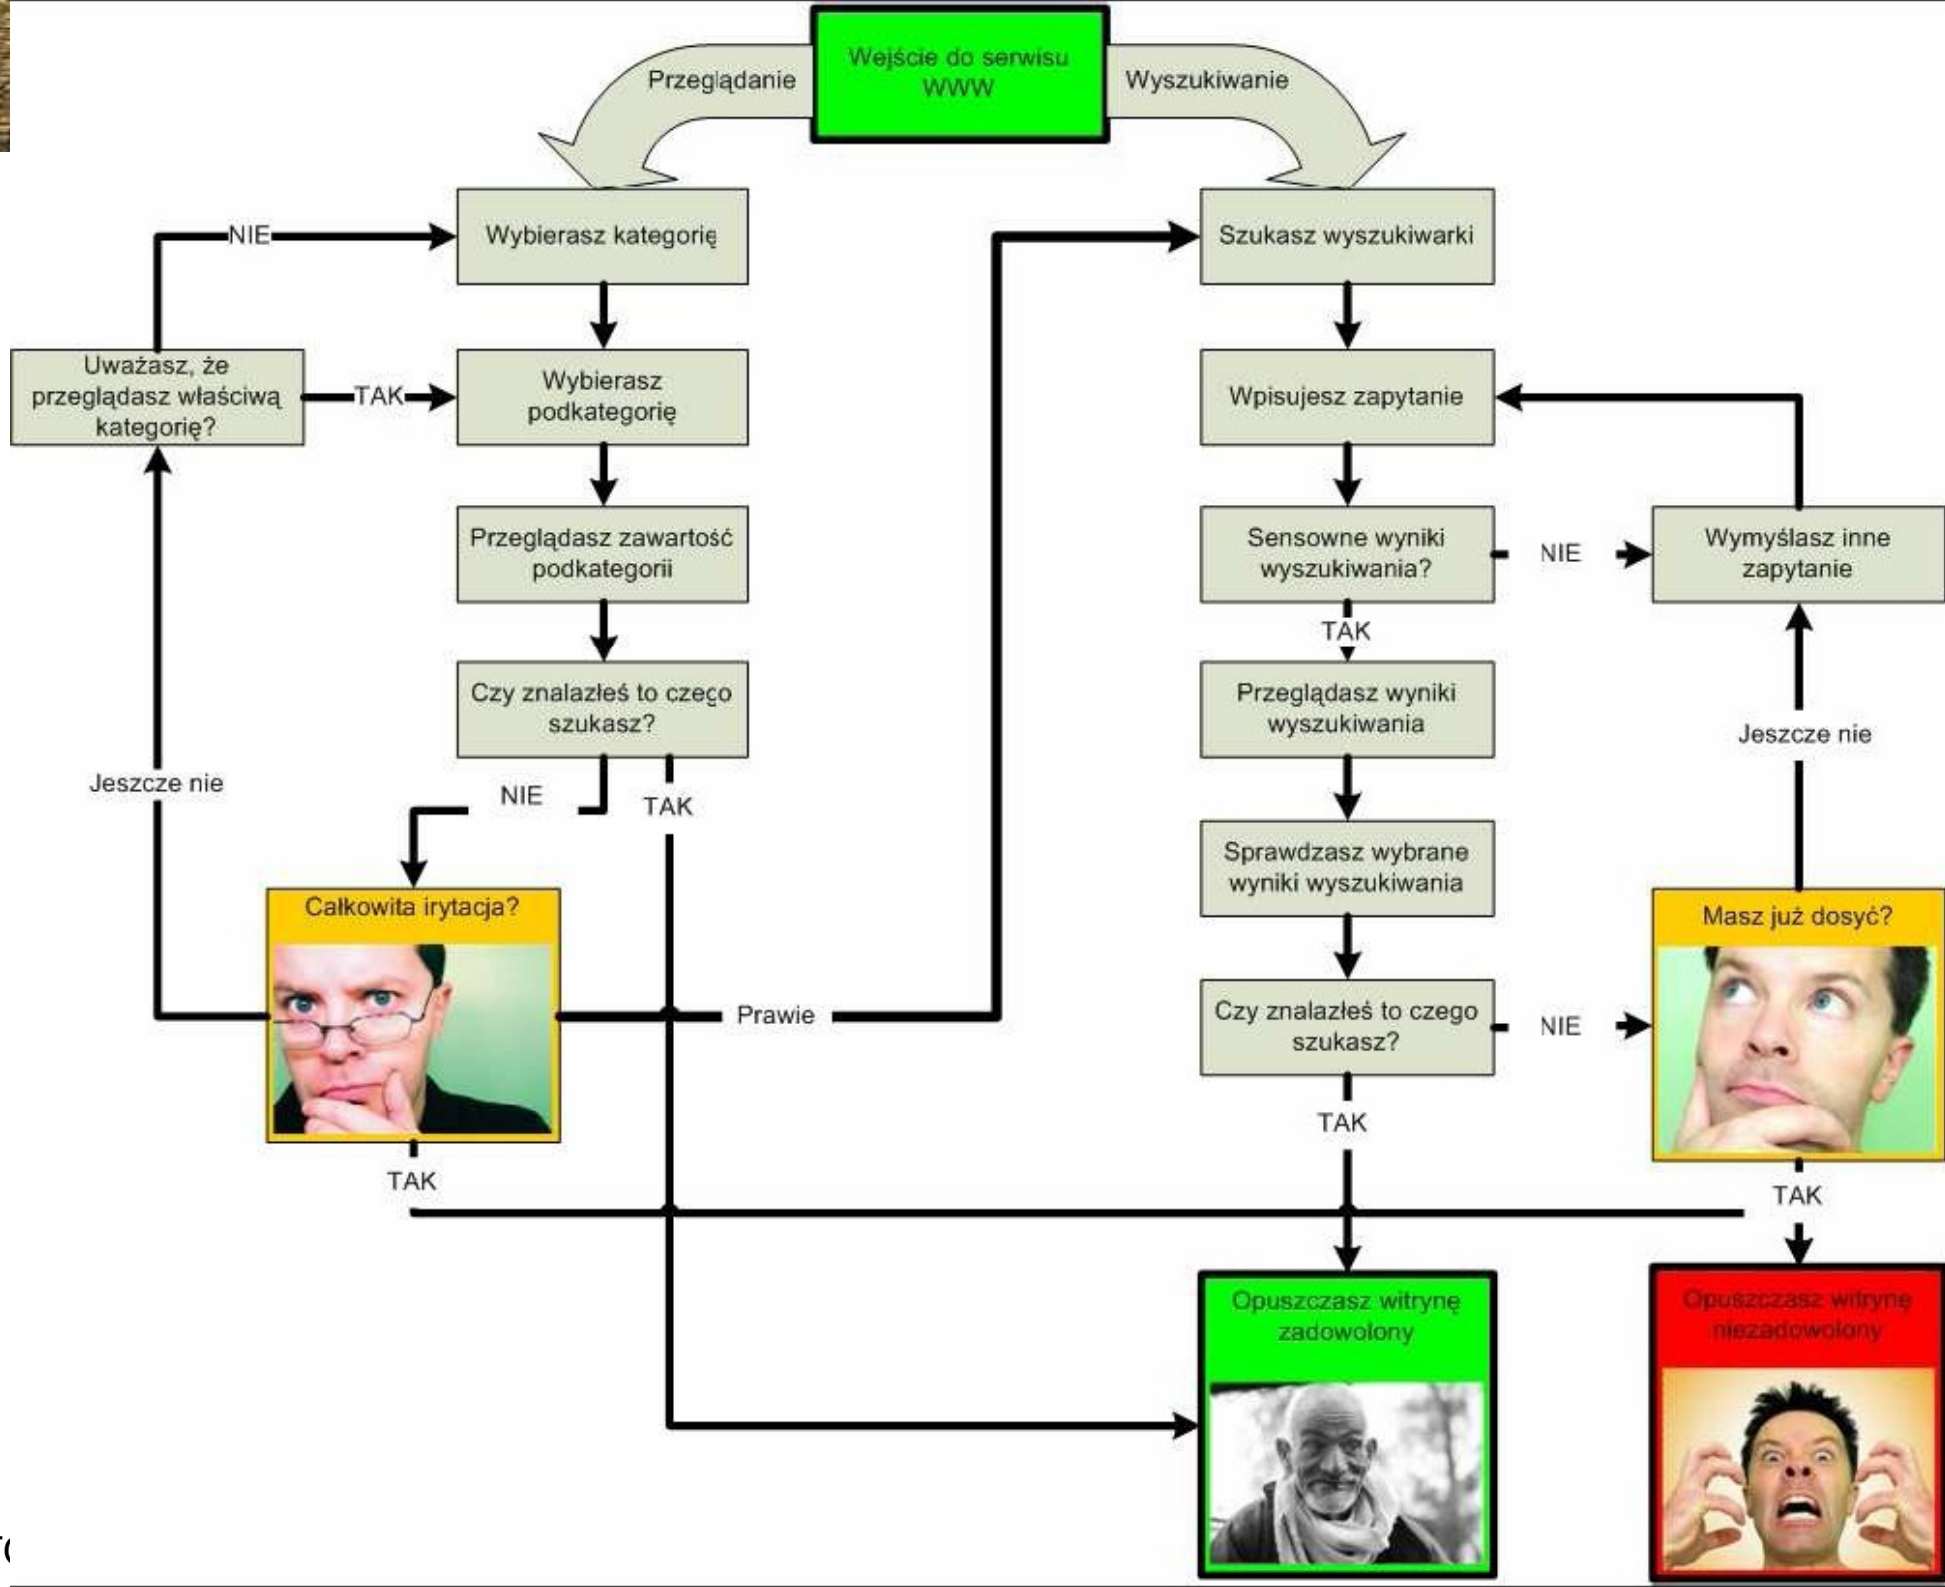 Wejście do serwisu
WWW
Przeglądanie
Wyszukiwanie
NIE
Wybierasz kategorię
Szukasz wyszukiwarki
Uważasz, że
przeglądasz właściwą
kategorię?
TAK
Wybierasz
podkategorię
Wpisujesz zapytanie
Przeglądasz zawartość
podkategorii
Sensowne wyniki
wyszukiwania?
NIE
Wymyślasz inne
zapytanie
TAK
Czy znalazłeś to czego
szukasz?
Przeglądasz wyniki
wyszukiwania
Jeszcze nie
Jeszcze nie
NIE
TAK
Sprawdzasz wybrane
wyniki wyszukiwania
Całkowita irytacja?
Masz już dosyć?
Prawie
Czy znalazłeś to czego
szukasz?
NIE
TAK
TAK
TAK
Opuszczasz witrynę
zadowolony
Opuszczasz witrynę
niezadowolony